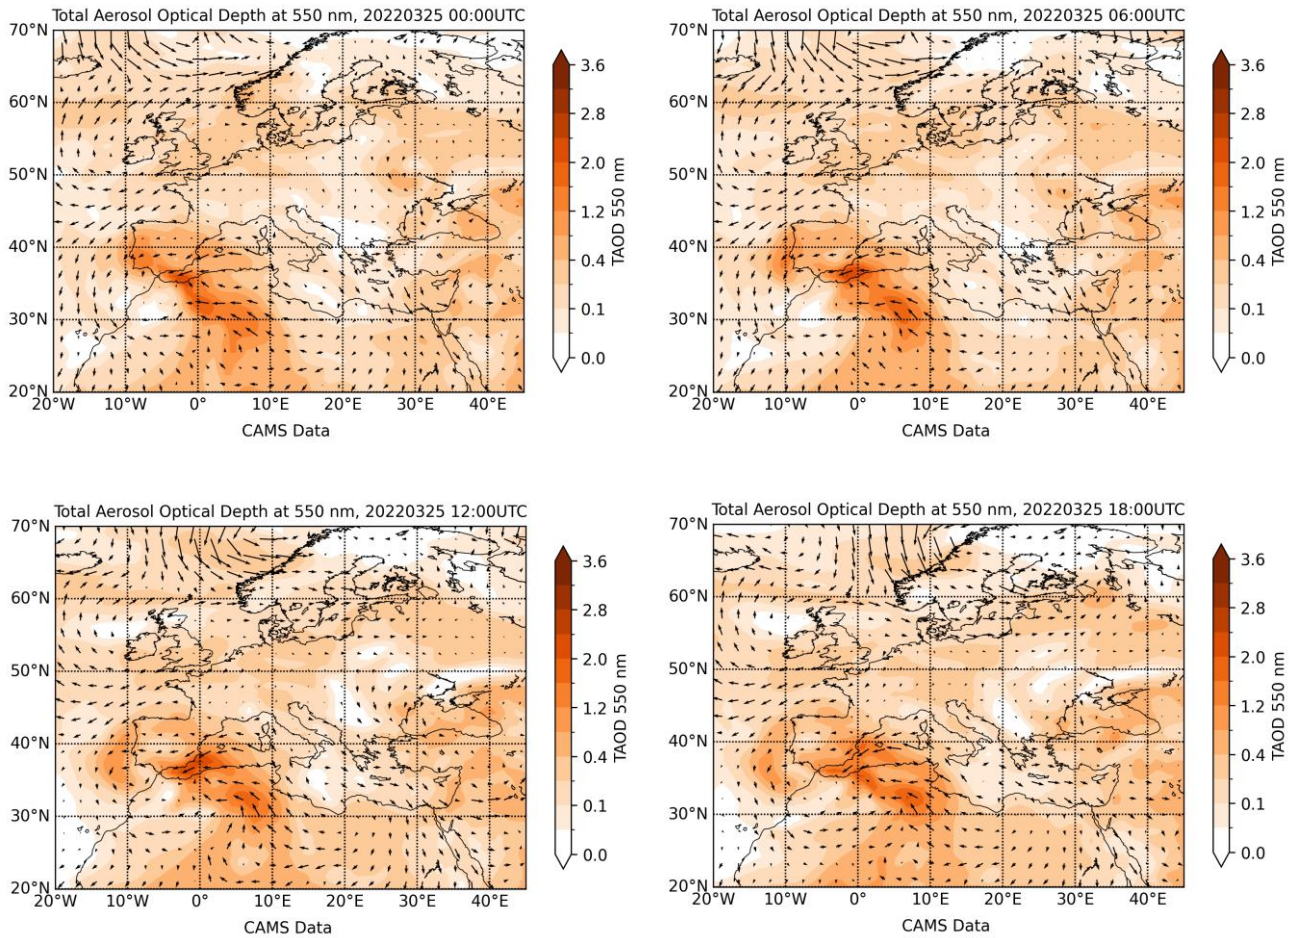 Total Aerosol Optical Depth at 550 nm, 20220325 00:00UTC
70°N
60°N
50°N
40°N
30°N
20°N
20°W 10°W 0° 10°E 20°E 30°E 40°E
CAMS Data
3.6
2.8
2.0
1.2
0.4
0.1
0.0
TAOD 550 nm
Total Aerosol Optical Depth at 550 nm, 20220325 06:00UTC
70°N
60°N
50°N
40°N
30°N
20°N
20°W 10°W 0° 10°E 20°E 30°E 40°E
CAMS Data
3.6
2.8
2.0
1.2
0.4
0.1
0.0
TAOD 550 nm
Total Aerosol Optical Depth at 550 nm, 20220325 12:00UTC
70°N
60°N
50°N
40°N
30°N
20°N
20°W 10°W 0° 10°E 20°E 30°E 40°E
CAMS Data
3.6
2.8
2.0
1.2
0.4
0.1
0.0
TAOD 550 nm
Total Aerosol Optical Depth at 550 nm, 20220325 18:00UTC
70°N
60°N
50°N
40°N
30°N
20°N
20°W 10°W 0° 10°E 20°E 30°E 40°E
CAMS Data
3.6
2.8
2.0
1.2
0.4
0.1
0.0
TAOD 550 nm